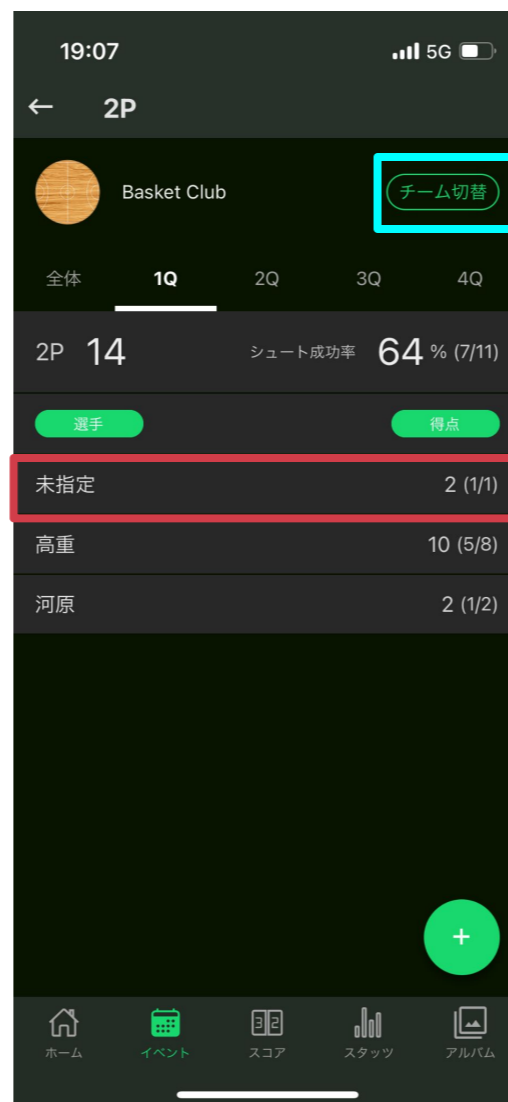 19:07 5G
← 2P
Basket Club チーム切替
全体 1Q 2Q 3Q 4Q
2P 14 シュート成功率 64 % (7/11)
選手 得点
未指定 2 (1/1)
高重 10 (5/8)
河原 2 (1/2)
+
ホーム イベント スコア スタッツ アルバム